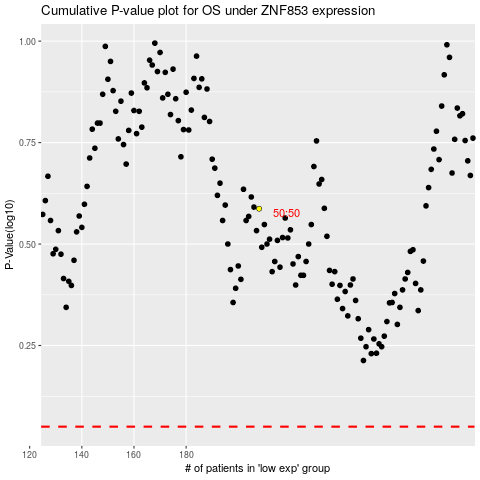 Cumulative P-value plot for OS under ZNF853 expression
1.00
0.75
0.50
0.25
P-Value(log10)
50:50
120 140 160 180
# of patients in 'low exp' group